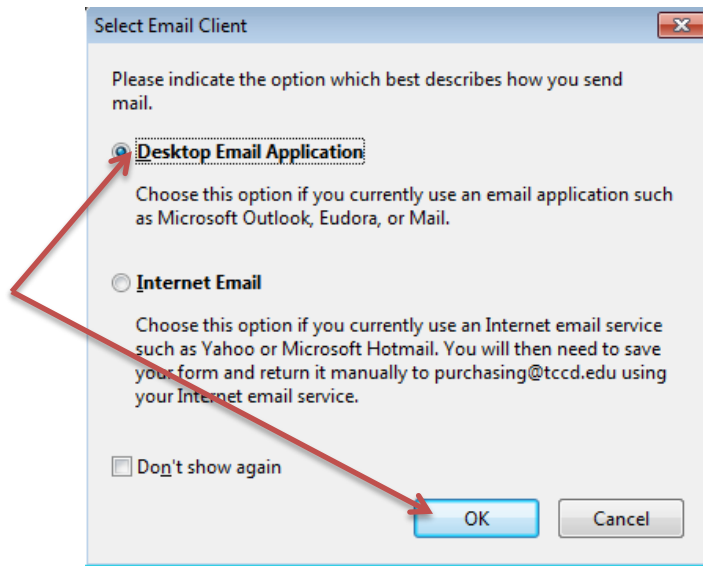 Select Email Client
Please indicate the option which best describes how you send
mail.
Desktop Email Application
Choose this option if you currently use an email application such
as Microsoft Outlook, Eudora, or Mail.
Internet Email
Choose this option if you currently use an Internet email service
such as Yahoo or Microsoft Hotmail. You will then need to save
your form and return it manually to purchasing@tccd.edu using
your Internet email service.
Don't show again
OK
Cancel